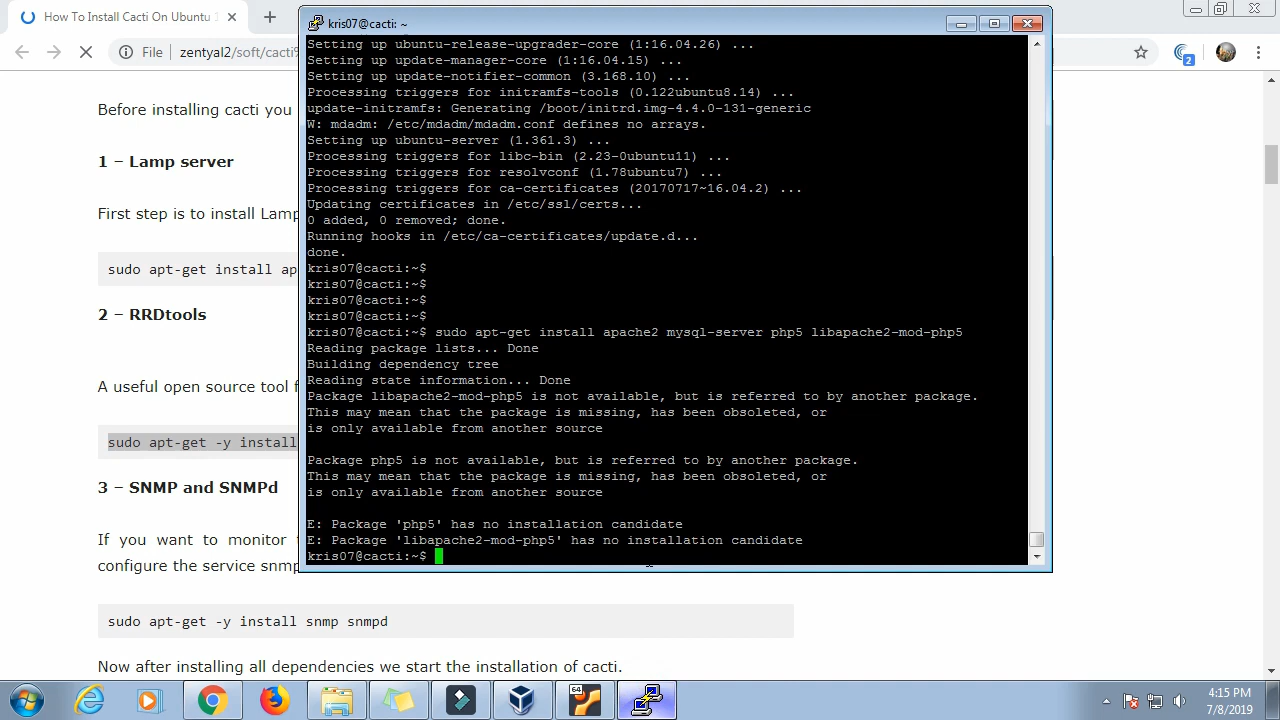 How To Install Cacti On Ubuntu 1
kris07@cacti: ~
File
zentyal2/soft/cacti%
2
Before installing cacti you
1 – Lamp server
First step is to install Lamp
sudo apt-get install ap
2 – RRDtools
A useful open source tool f
sudo apt-get -y install
3 – SNMP and SNMPd
If you want to monitor
configure the service snmp
sudo apt-get -y install snmp snmpd
Now after installing all dependencies we start the installation of cacti.
Setting up ubuntu-release-upgrader-core (1:16.04.26) ...
Setting up update-manager-core (1:16.04.15) ...
Setting up update-notifier-common (3.168.10) ...
Processing triggers for initramfs-tools (0.122ubuntu8.14) ...
update-initramfs: Generating /boot/initrd.img-4.4.0-131-generic
W: mdadm: /etc/mdadm/mdadm.conf defines no arrays.
Setting up ubuntu-server (1.361.3) ...
Processing triggers for libc-bin (2.23-0ubuntu11) ...
Processing triggers for resolvconf (1.78ubuntu7) ...
Processing triggers for ca-certificates (20170717~16.04.2) ...
Updating certificates in /etc/ssl/certs...
0 added, 0 removed; done.
Running hooks in /etc/ca-certificates/update.d...
done.
kris07@cacti:~$
kris07@cacti:~$
kris07@cacti:~$
kris07@cacti:~$
kris07@cacti:~$ sudo apt-get install apache2 mysql-server php5 libapache2-mod-php5
Reading package lists... Done
Building dependency tree
Reading state information... Done
Package libapache2-mod-php5 is not available, but is referred to by another package.
This may mean that the package is missing, has been obsoleted, or
is only available from another source
Package php5 is not available, but is referred to by another package.
This may mean that the package is missing, has been obsoleted, or
is only available from another source
E: Package 'php5' has no installation candidate
E: Package 'libapache2-mod-php5' has no installation candidate
kris07@cacti:~$
64
4:15 PM
7/8/2019